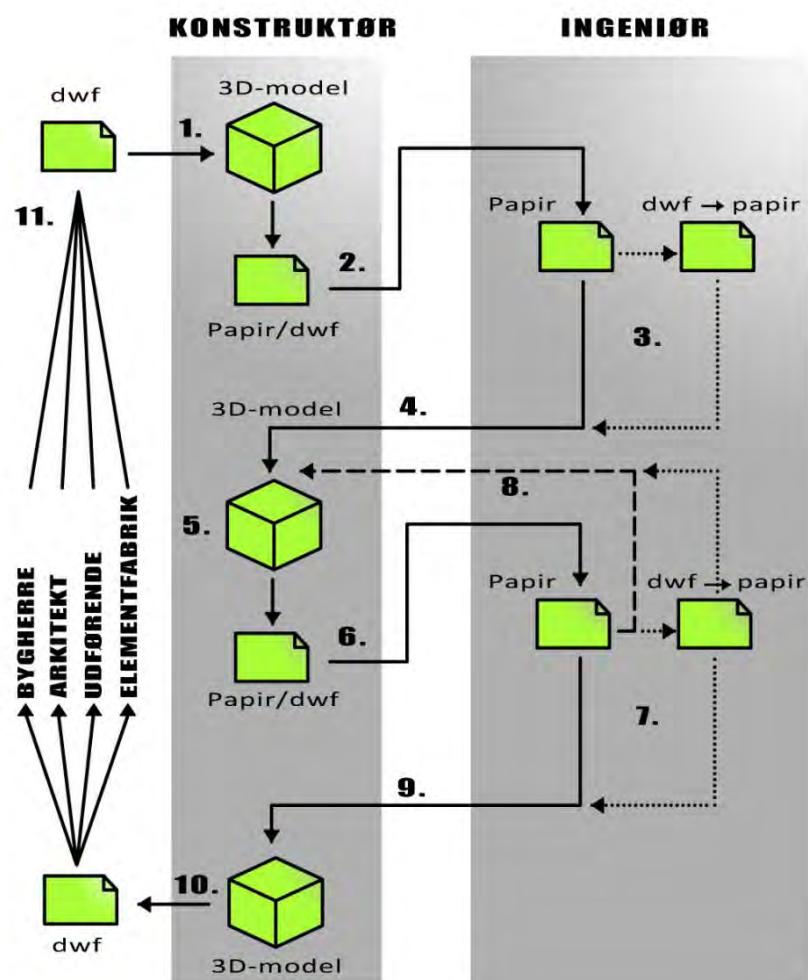 KONSTRUKTØR
INGENIØR
dwf
3D-model
1.
11.
Papir
dwf → papir
2.
Papir/dwf
3.
3D-model
4.
8.
5.
Papir
dwf → papir
BYGHERRE
ARKITEKT
UDFØRENDE
ELEMENTFABRIK
6.
Papir/dwf
7.
9.
10.
dwf
3D-model